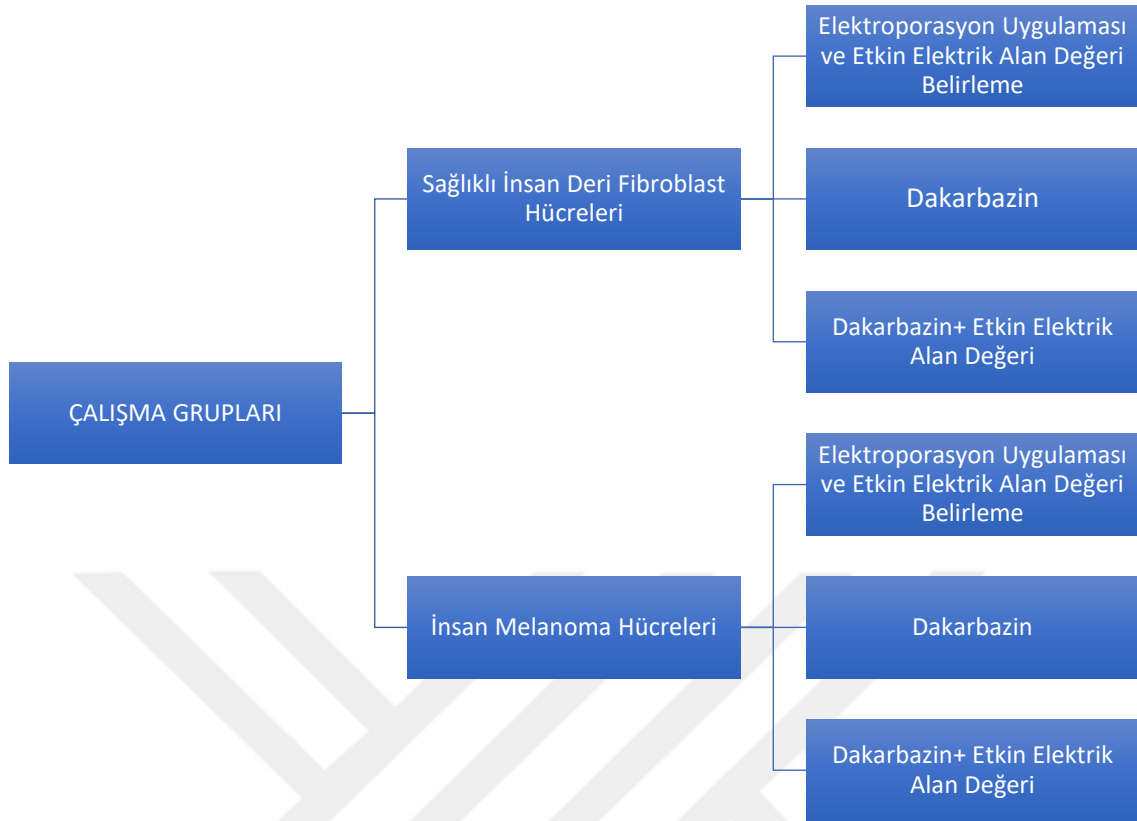 ÇALIŞMA GRUPLARI
Sağlıklı İnsan Deri Fibroblast
Hücreleri
Elektroporasyon Uygulaması
ve Etkin Elektrik Alan Değeri
Belirleme
Dakarbazin
Dakarbazin+ Etkin Elektrik
Alan Değeri
İnsan Melanoma Hücreleri
Elektroporasyon Uygulaması
ve Etkin Elektrik Alan Değeri
Belirleme
Dakarbazin
Dakarbazin+ Etkin Elektrik
Alan Değeri